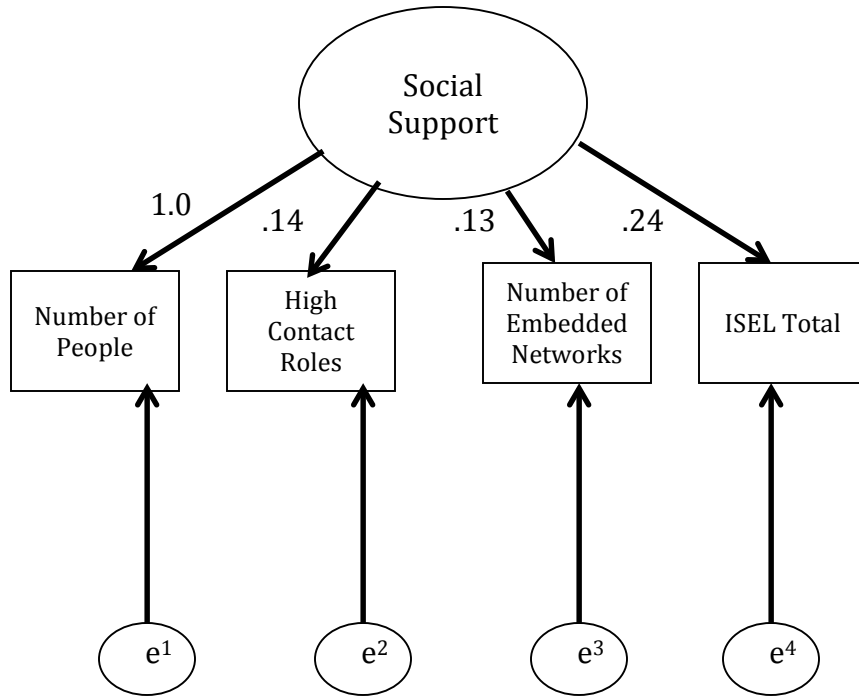 Social
Support
1.0
.14
.13
.24
Number of
People
High
Contact
Roles
Number of
Embedded
Networks
ISEL Total
e1
e2
e3
e4